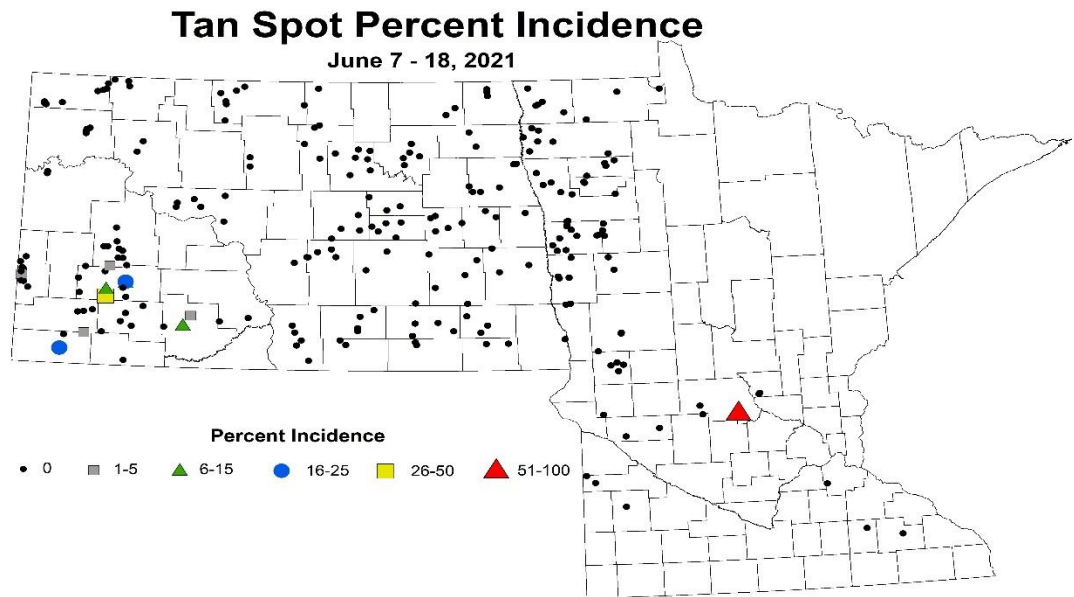 Tan Spot Percent Incidence
June 7 - 18, 2021
Percent Incidence
0 1-5 6-15 16-25 26-50 51-100